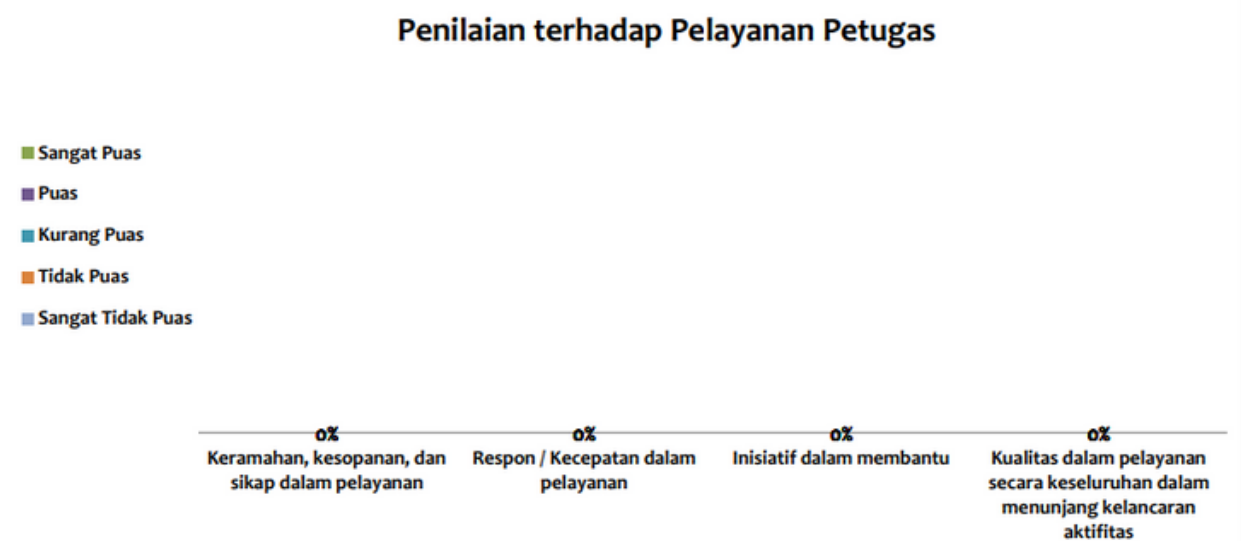 Penilaian terhadap Pelayanan Petugas
Sangat Puas
Puas
Kurang Puas
Tidak Puas
Sangat Tidak Puas
0%
0%
0%
0%
Keramahan, kesopanan, dan
sikap dalam pelayanan
Respon / Kecepatan dalam
pelayanan
Inisiatif dalam membantu
Kualitas dalam pelayanan
secara keseluruhan dalam
menunjang kelancaran
aktifitas